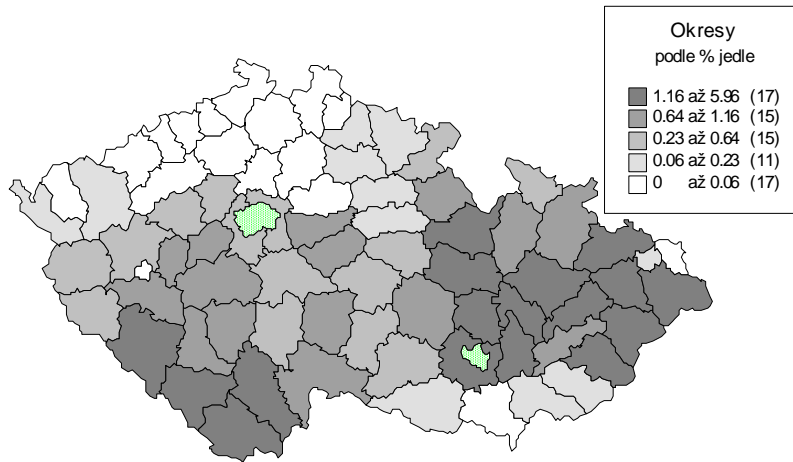 Okresy
podle % jedle
1.16 až 5.96 (17)
0.64 až 1.16 (15)
0.23 až 0.64 (15)
0.06 až 0.23 (11)
0 až 0.06 (17)